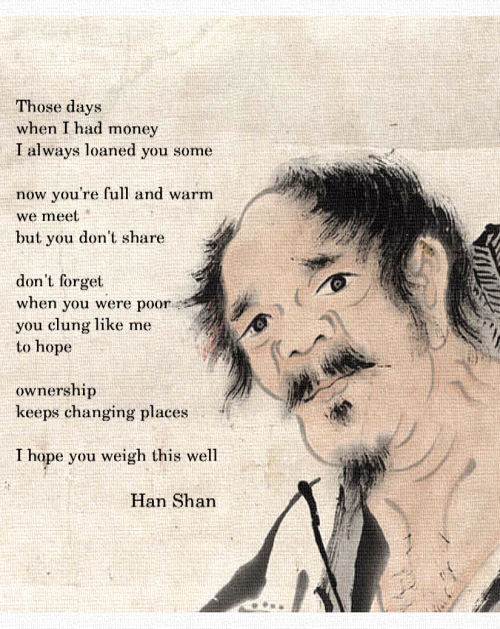 Those days
when I had money
I always loaned you some
now you're full and warm
we meet
but you don't share
don't forget
when you were poor
you clung like me
to hope
ownership
keeps changing places
I hope you weigh this well
Han Shan